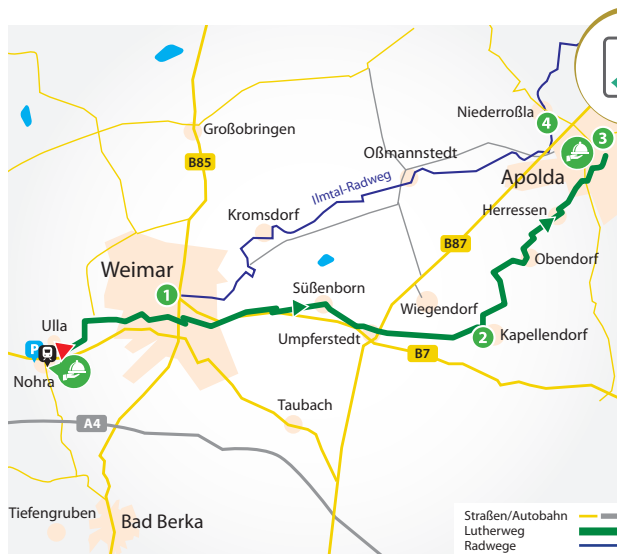 Niederroßla
4
Großobringen
3
Oßmannstedt
B85
Apolda
Ilmtal-Radweg
Herressen
Kromsdorf
B87
Weimar
Obendorf
1
Süßenborn
Wiegendorf
Ulla
2
Kapellendorf
Umpferstedt
P
B7
Nohra
Taubach
A4
Tiefengruben
Bad Berka
Straßen/Autobahn
Lutherweg
Radwege